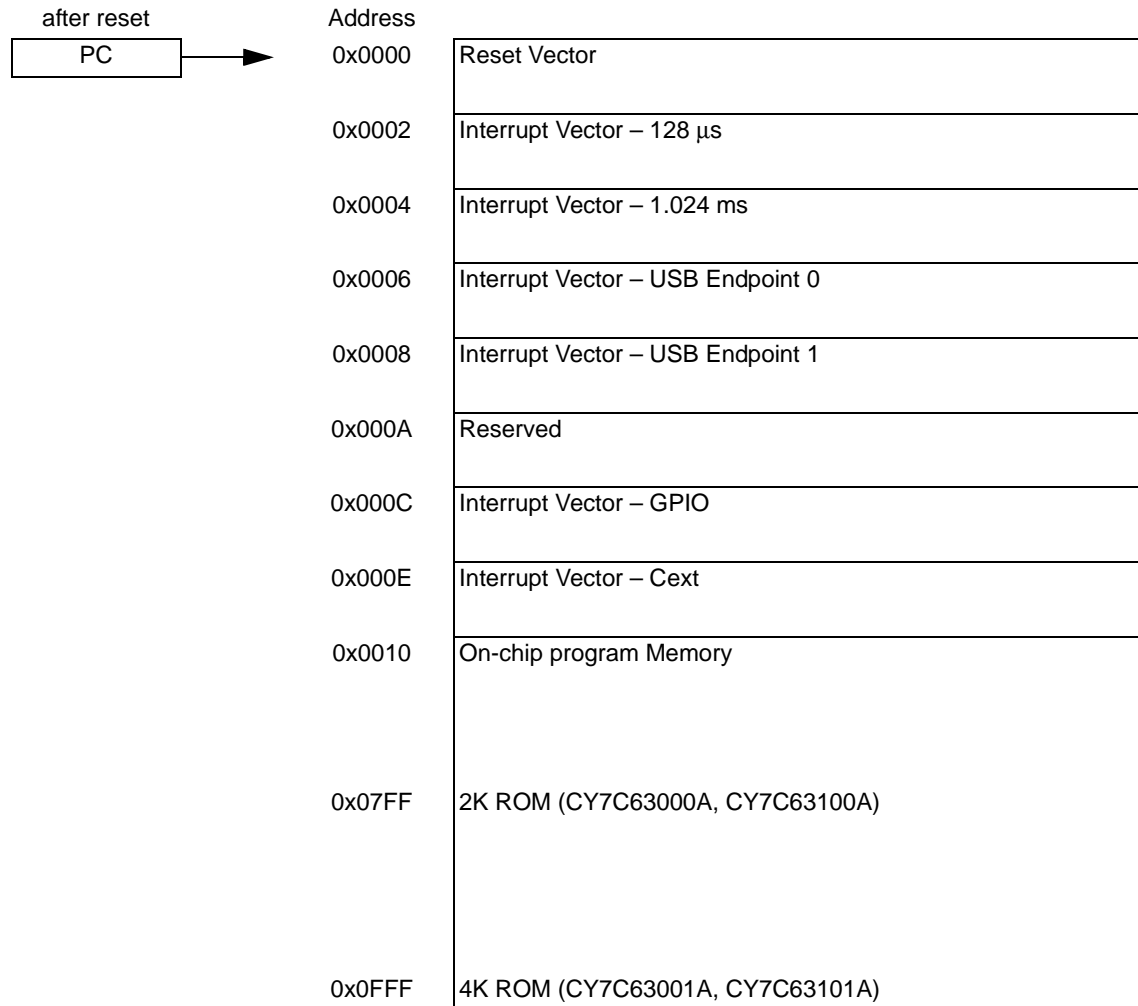 after reset Address
PC 0x0000 Reset Vector
0x0002 Interrupt Vector – 128 μs
0x0004 Interrupt Vector – 1.024 ms
0x0006 Interrupt Vector – USB Endpoint 0
0x0008 Interrupt Vector – USB Endpoint 1
0x000A Reserved
0x000C Interrupt Vector – GPIO
0x000E Interrupt Vector – Cext
0x0010 On-chip program Memory
0x07FF 2K ROM (CY7C63000A, CY7C63100A)
0x0FFF 4K ROM (CY7C63001A, CY7C63101A)